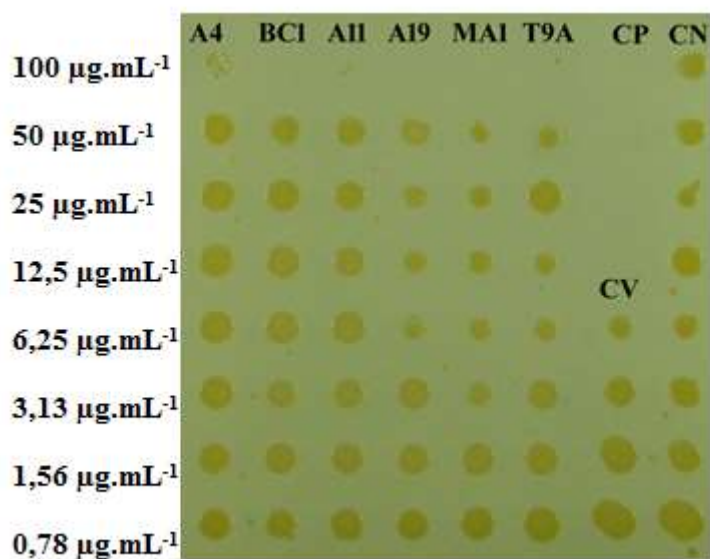 A4 BC1 A11 A19 MA1 T9A CP CN
100 µg.mL-1
50 µg.mL-1
25 µg.mL-1
12,5 µg.mL-1
CV
6,25 µg.mL-1
3,13 µg.mL-1
1,56 µg.mL-1
0,78 µg.mL-1